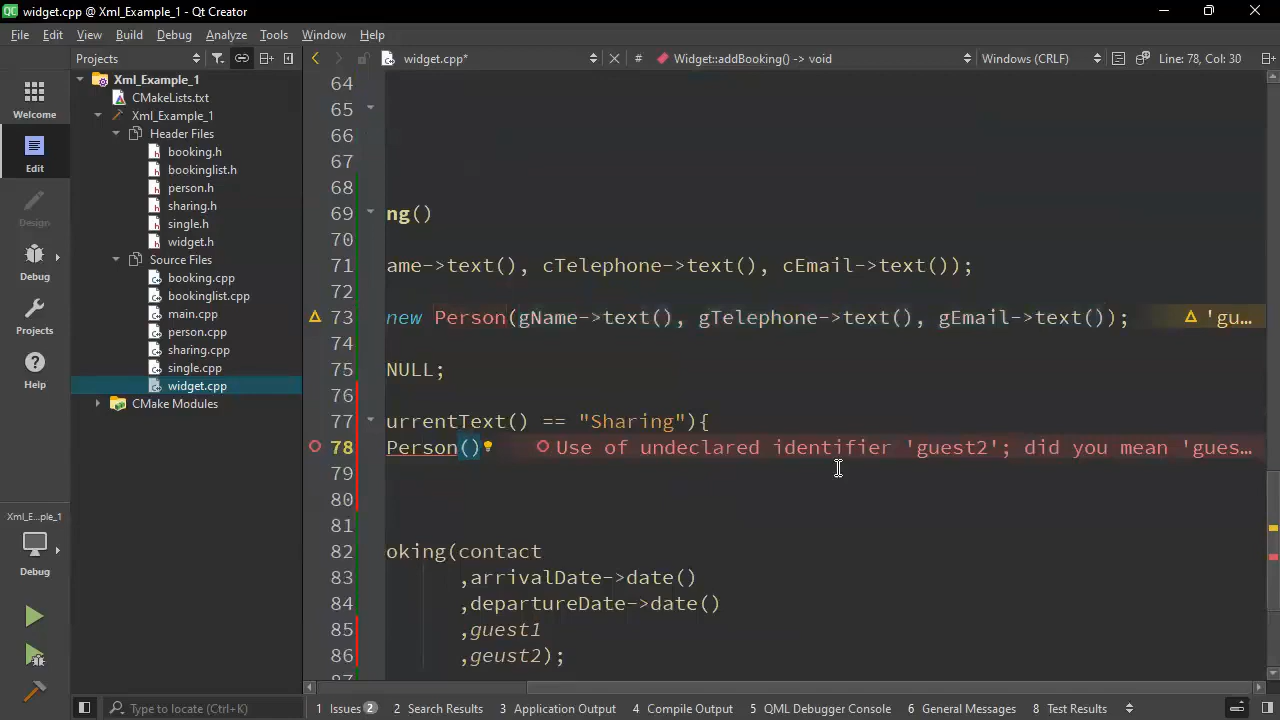 widget.cpp @ Xml_Example_1 - Qt Creator
File Edit View Build Debug Analyze Tools Window Help
Projects
widget.cpp*
# Widget::addBooking() -> void
Windows (CRLF)
Line: 78, Col: 30
Welcome
Edit
Design
Debug
Projects
Help
Xml_E...ple_1
Debug
Xml_Example_1
CMakeLists.txt
Xml_Example_1
Header Files
booking.h
bookinglist.h
person.h
sharing.h
single.h
widget.h
Source Files
booking.cpp
bookinglist.cpp
main.cpp
person.cpp
sharing.cpp
single.cpp
widget.cpp
CMake Modules
64
65
66
67
68
69 ng()
70
71 ame->text(), cTelephone->text(), cEmail->text());
72
73 new Person(gName->text(), gTelephone->text(), gEmail->text()); 'gu...
74
75 NULL;
76
77 urrentText() == "Sharing"){
78 Person() Use of undeclared identifier 'guest2'; did you mean 'gues...
79
80
81
82 oking(contact
83 ,arrivalDate->date()
84 ,departureDate->date()
85 ,guest1
86 ,geust2);
87
Type to locate (Ctrl+K)
1 Issues 2
2 Search Results
3 Application Output
4 Compile Output
5 QML Debugger Console
6 General Messages
8 Test Results